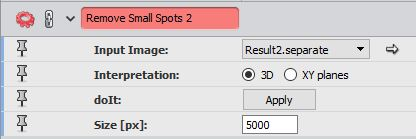 Remove Small Spots 2
Input Image: Result2.separate
Interpretation: 3D XY planes
doIt: Apply
Size [px]: 5000